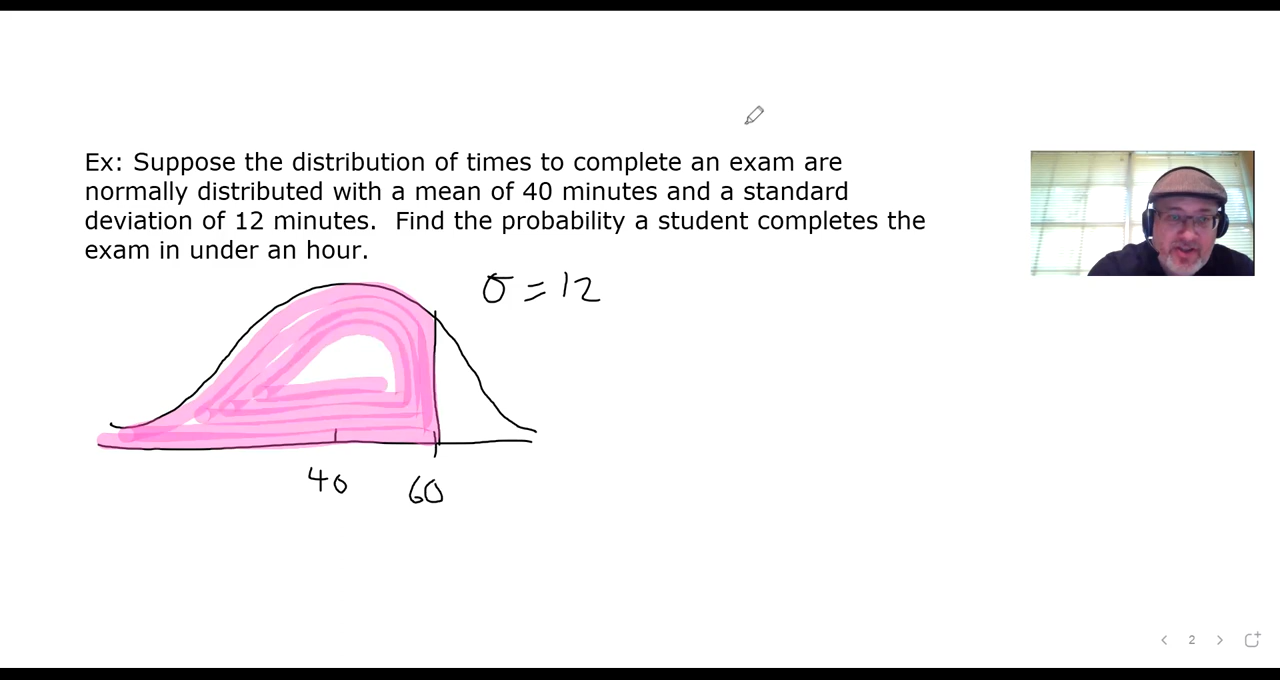 Ex: Suppose the distribution of times to complete an exam are
normally distributed with a mean of 40 minutes and a standard
deviation of 12 minutes.  Find the probability a student completes the
exam in under an hour.
σ = 12
40 60
2